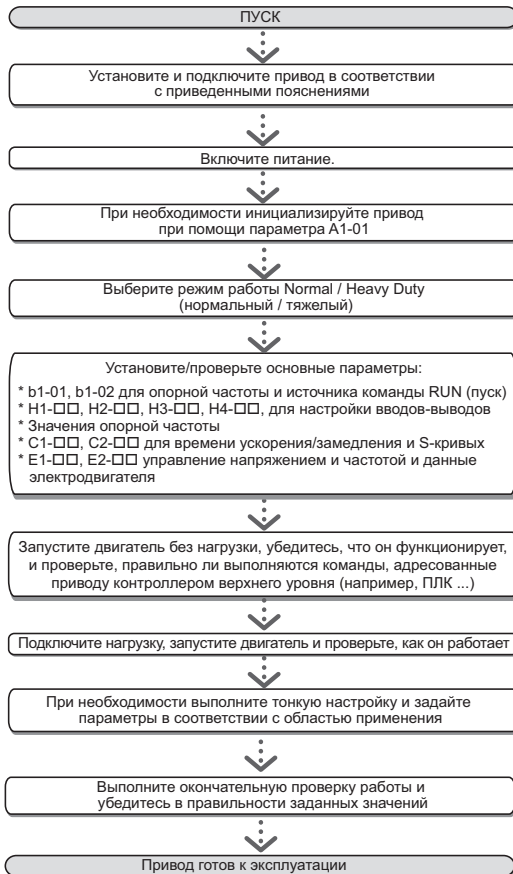 ПУСК
Установите и подключите привод в соответствии
с приведенными пояснениями
Включите питание.
При необходимости инициализируйте привод
при помощи параметра A1-01
Выберите режим работы Normal / Heavy Duty
(нормальный / тяжелый)
Установите/проверьте основные параметры:
* b1-01, b1-02 для опорной частоты и источника команды RUN (пуск)
* H1-□□, H2-□□, H3-□□, H4-□□, для настройки вводов-выводов
* Значения опорной частоты
* C1-□□, C2-□□ для времени ускорения/замедления и S-кривых
* E1-□□, E2-□□ управление напряжением и частотой и данные
электродвигателя
Запустите двигатель без нагрузки, убедитесь, что он функционирует,
и проверьте, правильно ли выполняются команды, адресованные
приводу контроллером верхнего уровня (например, ПЛК ...)
Подключите нагрузку, запустите двигатель и проверьте, как он работает
При необходимости выполните тонкую настройку и задайте
параметры в соответствии с областью применения
Выполните окончательную проверку работы и
убедитесь в правильности заданных значений
Привод готов к эксплуатации